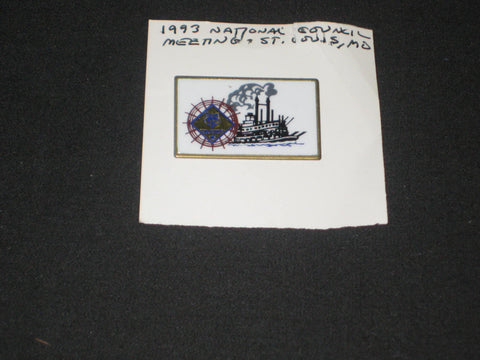 1993 NATIONAL COUNCIL
MEETING, ST. LOUIS, MO